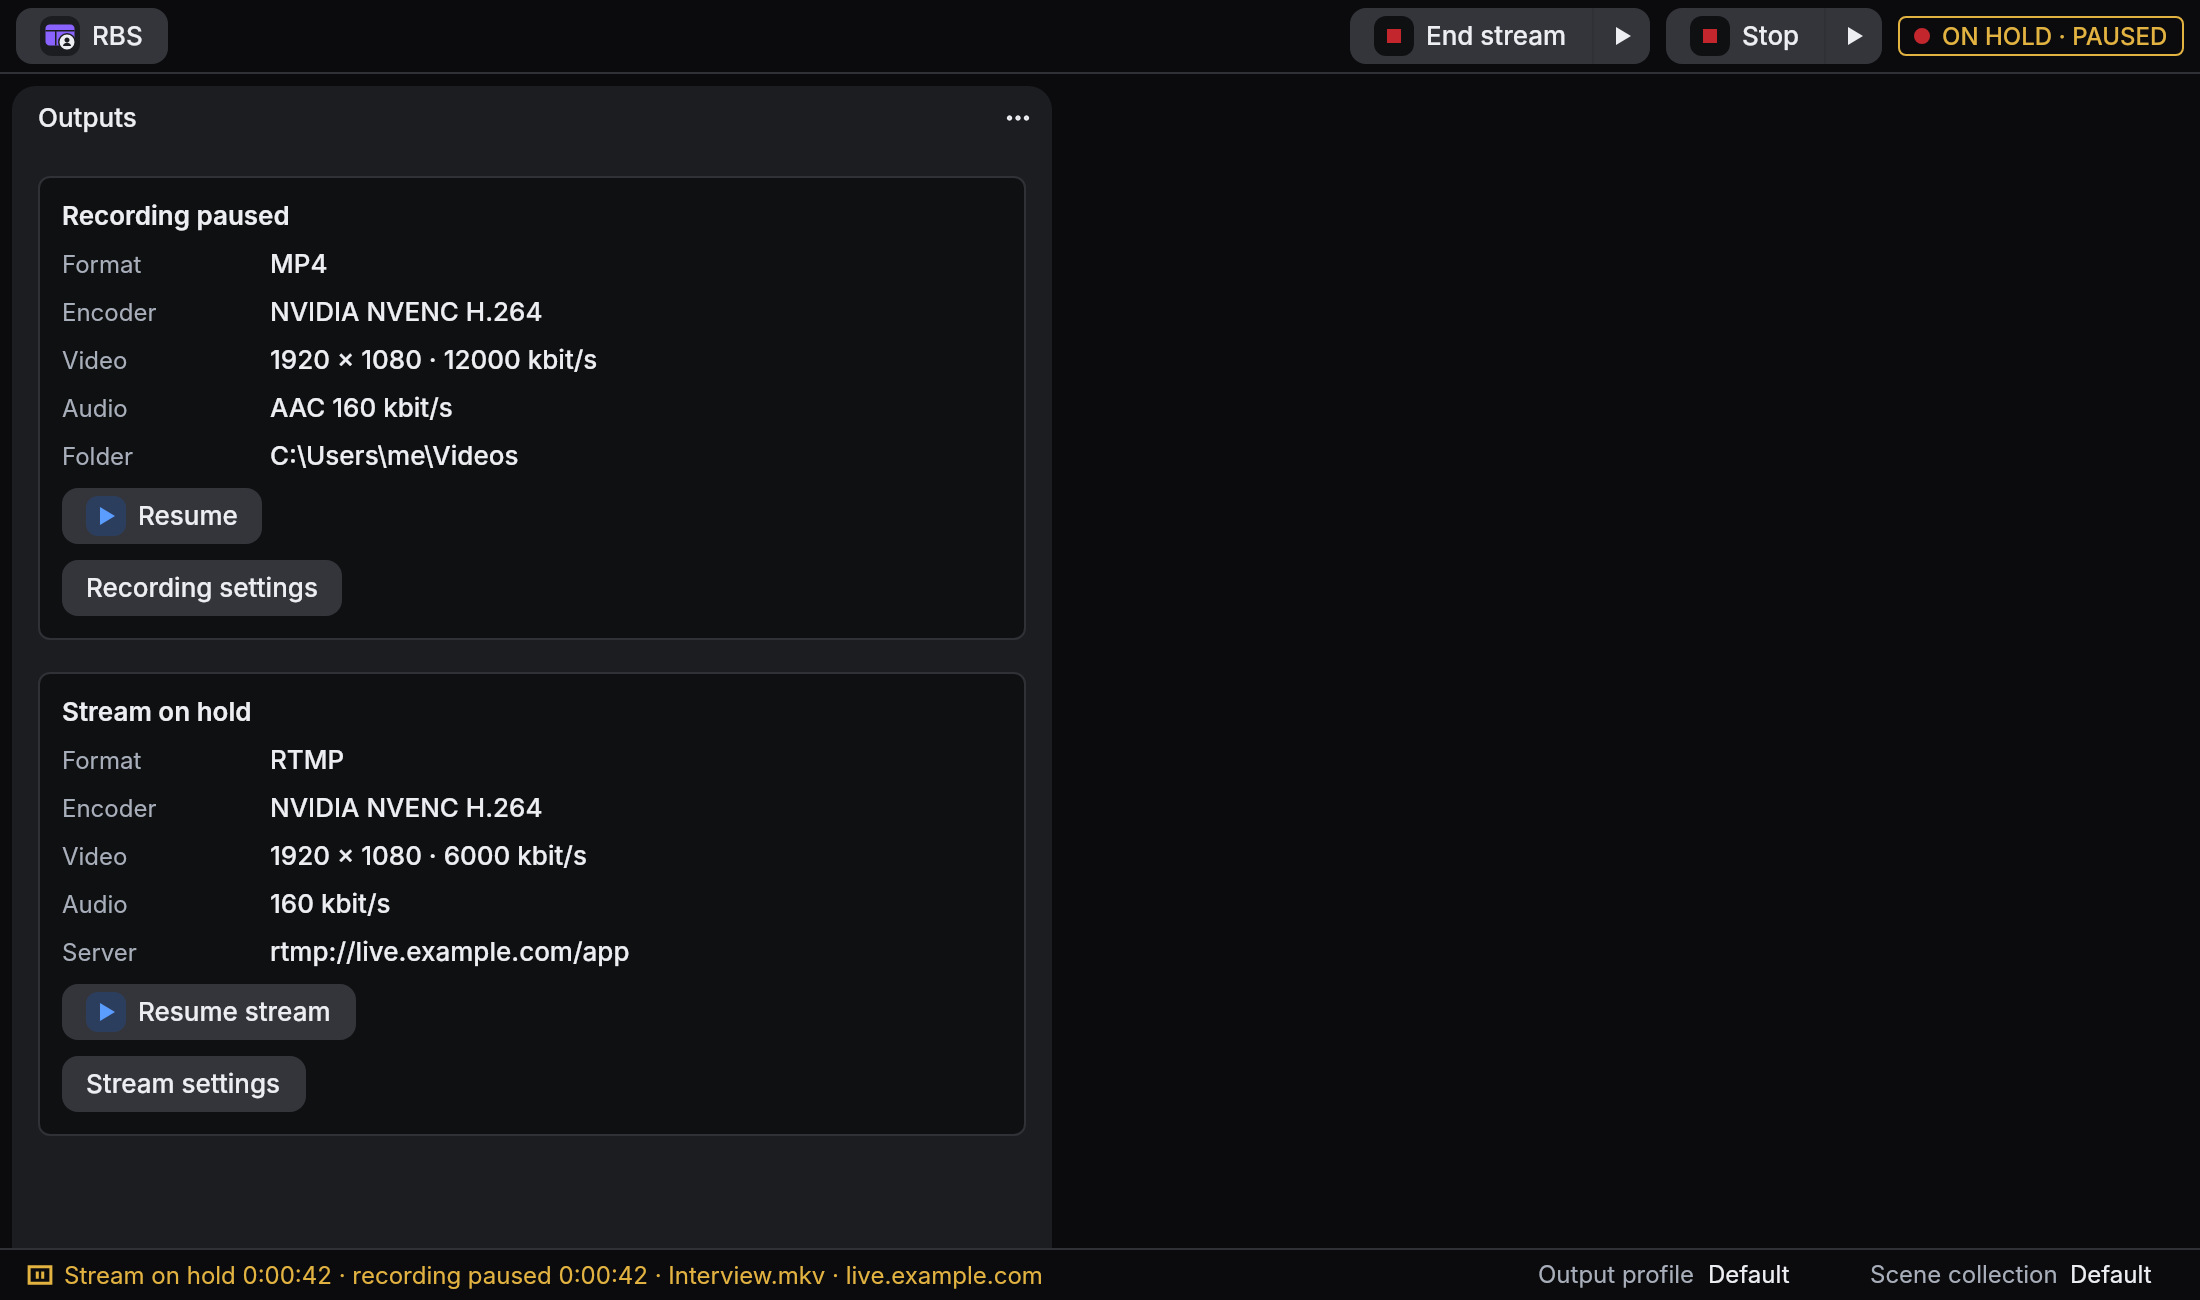 RBS
End stream
Stop
ON HOLD · PAUSED
Outputs
Recording paused
Format MP4
Encoder NVIDIA NVENC H.264
Video 1920 × 1080 · 12000 kbit/s
Audio AAC 160 kbit/s
Folder C:\Users\me\Videos
Resume
Recording settings
Stream on hold
Format RTMP
Encoder NVIDIA NVENC H.264
Video 1920 × 1080 · 6000 kbit/s
Audio 160 kbit/s
Server rtmp://live.example.com/app
Resume stream
Stream settings
Stream on hold 0:00:42 · recording paused 0:00:42 · Interview.mkv · live.example.com
Output profile Default
Scene collection Default